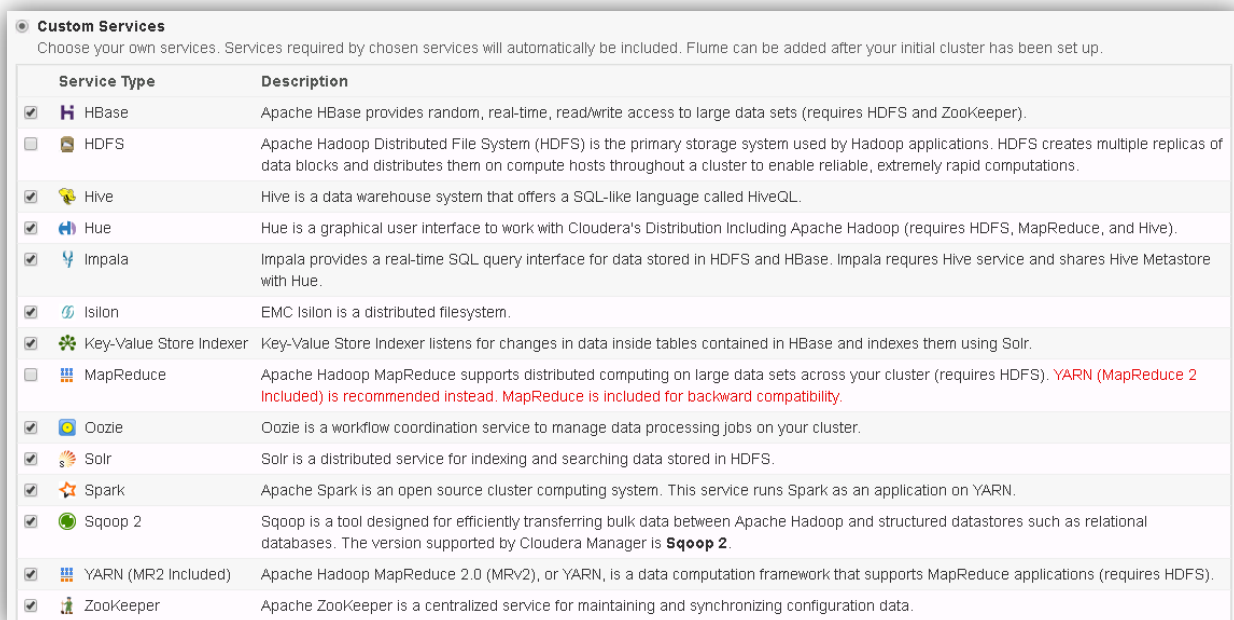 Custom Services
Choose your own services. Services required by chosen services will automatically be included. Flume can be added after your initial cluster has been set up.
Service Type Description
HBase Apache HBase provides random, real-time, read/write access to large data sets (requires HDFS and ZooKeeper).
HDFS Apache Hadoop Distributed File System (HDFS) is the primary storage system used by Hadoop applications. HDFS creates multiple replicas of
data blocks and distributes them on compute hosts throughout a cluster to enable reliable, extremely rapid computations.
Hive Hive is a data warehouse system that offers a SQL-like language called HiveQL.
Hue Hue is a graphical user interface to work with Cloudera's Distribution Including Apache Hadoop (requires HDFS, MapReduce, and Hive).
Impala Impala provides a real-time SQL query interface for data stored in HDFS and HBase. Impala requres Hive service and shares Hive Metastore
with Hue.
Isilon EMC Isilon is a distributed filesystem.
Key-Value Store Indexer Key-Value Store Indexer listens for changes in data inside tables contained in HBase and indexes them using Solr.
MapReduce Apache Hadoop MapReduce supports distributed computing on large data sets across your cluster (requires HDFS). YARN (MapReduce 2
Included) is recommended instead. MapReduce is included for backward compatibility.
Oozie Oozie is a workflow coordination service to manage data processing jobs on your cluster.
Solr Solr is a distributed service for indexing and searching data stored in HDFS.
Spark Apache Spark is an open source cluster computing system. This service runs Spark as an application on YARN.
Sqoop 2 Sqoop is a tool designed for efficiently transferring bulk data between Apache Hadoop and structured datastores such as relational
databases. The version supported by Cloudera Manager is Sqoop 2.
YARN (MR2 Included) Apache Hadoop MapReduce 2.0 (MRv2), or YARN, is a data computation framework that supports MapReduce applications (requires HDFS).
ZooKeeper Apache ZooKeeper is a centralized service for maintaining and synchronizing configuration data.